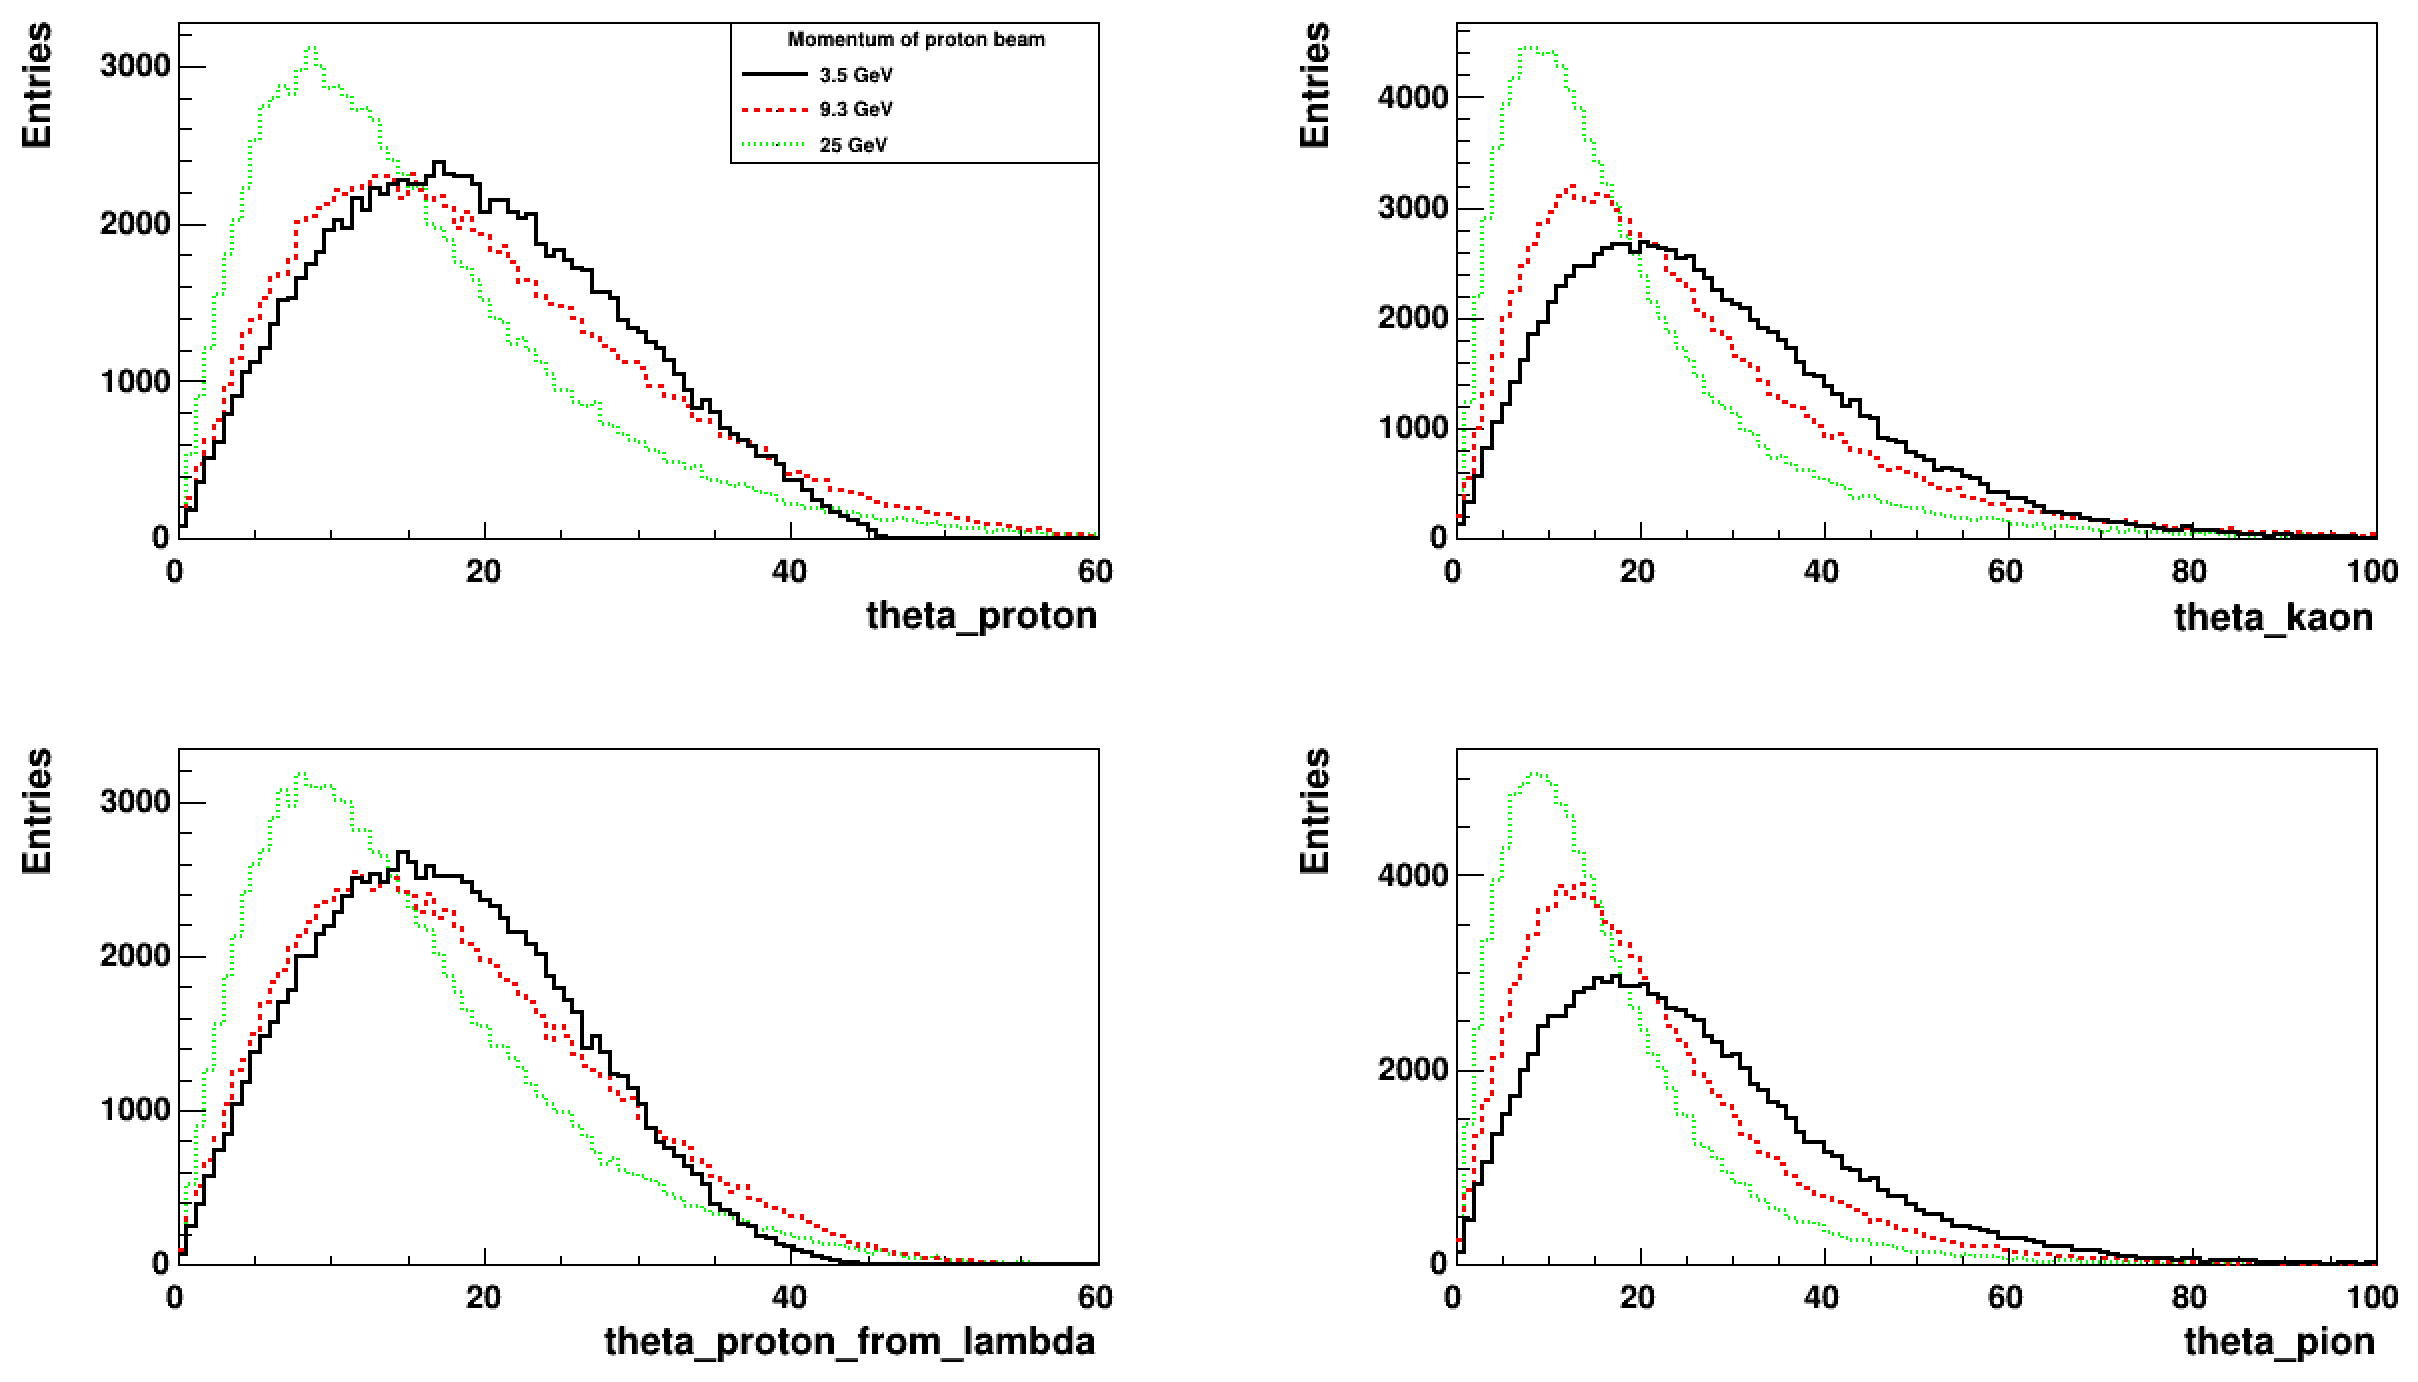 Entries
3000
2000
1000
0
0 20 40 60
theta_proton
Momentum of proton beam
3.5 GeV
9.3 GeV
25 GeV
Entries
4000
3000
2000
1000
0
0 20 40 60 80 100
theta_kaon
Entries
3000
2000
1000
0
0 20 40 60
theta_proton_from_lambda
Entries
4000
2000
0
0 20 40 60 80 100
theta_pion